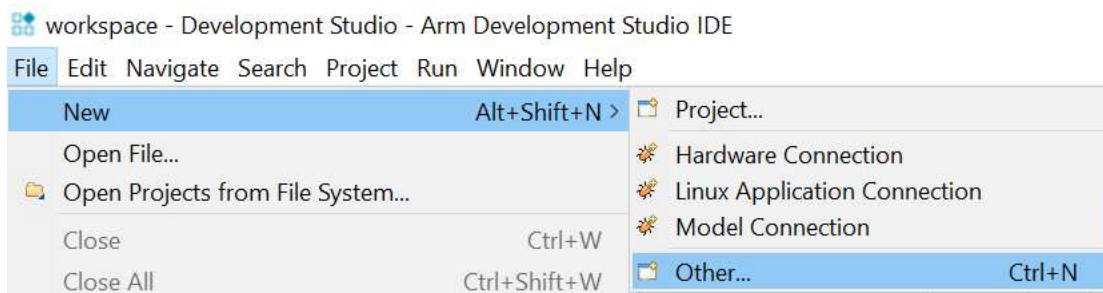 workspace - Development Studio - Arm Development Studio IDE
File Edit Navigate Search Project Run Window Help
New Alt+Shift+N >
Open File...
Open Projects from File System...
Close Ctrl+W
Close All Ctrl+Shift+W
Project...
Hardware Connection
Linux Application Connection
Model Connection
Other... Ctrl+N